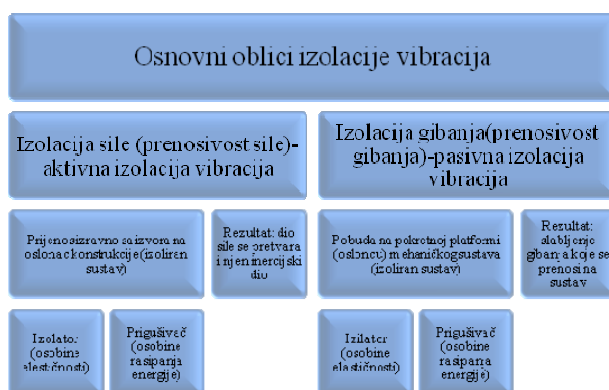 Osnovni oblici izolacije vibracija
Izolacija sile (prenosivost sile)-
aktivna izolacija vibracija
Izolacija gibanja(prenosivost
gibanja)-pasivna izolacija
vibracija
Prijenos izravno sa izvora na
oslonac konstrukcije(izoliran
sustav)
Rezultat: dio
sile se pretvara
i njen inercijski
dio
Pobuda na pokretnoj platformi
(osloncu) mehaničkog sustava
(izoliran sustav)
Rezultat:
slabljenje
gibanja koje se
prenosi na
sustav
Izolator
(osobine
elastičnosti)
Prigušivač
(osobine
rasipanja
energije)
Izilator
(osobine
elastičnosti)
Prigušivač
(osobine
rasipanja
energije)